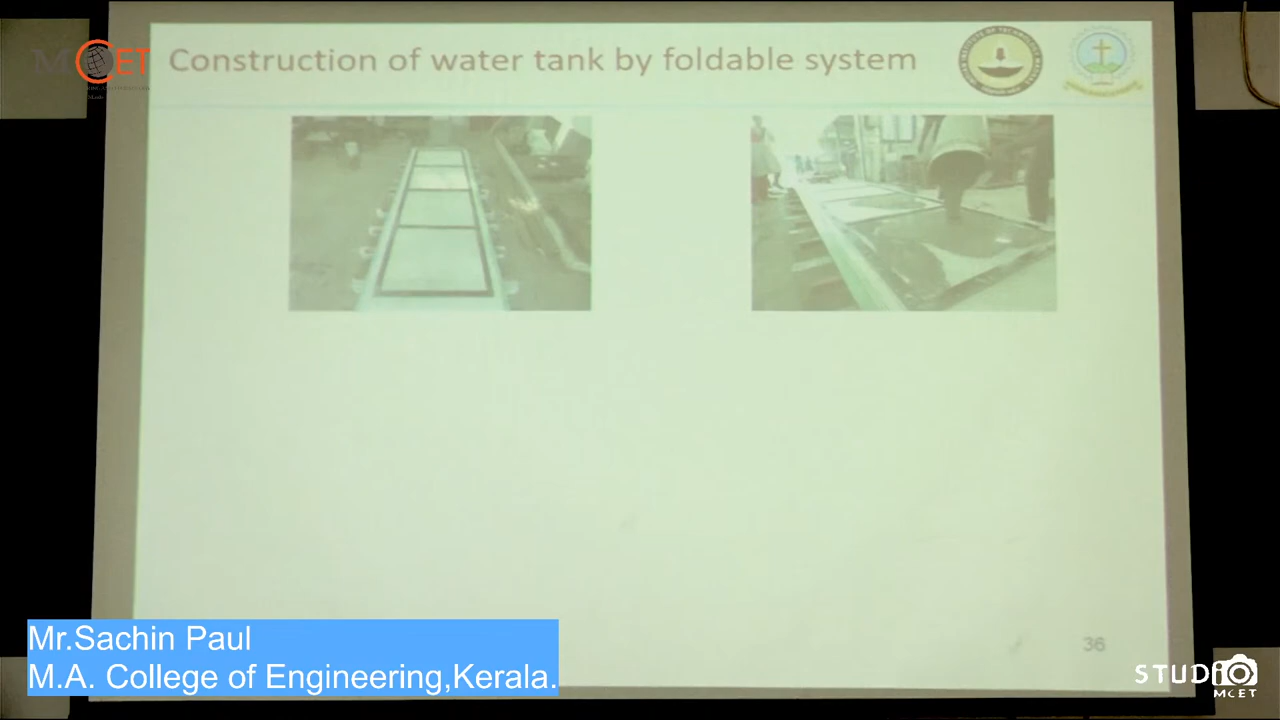 MCET
Construction of water tank by foldable system
36
Mr.Sachin Paul
M.A. College of Engineering,Kerala.
STUDIO
MCET